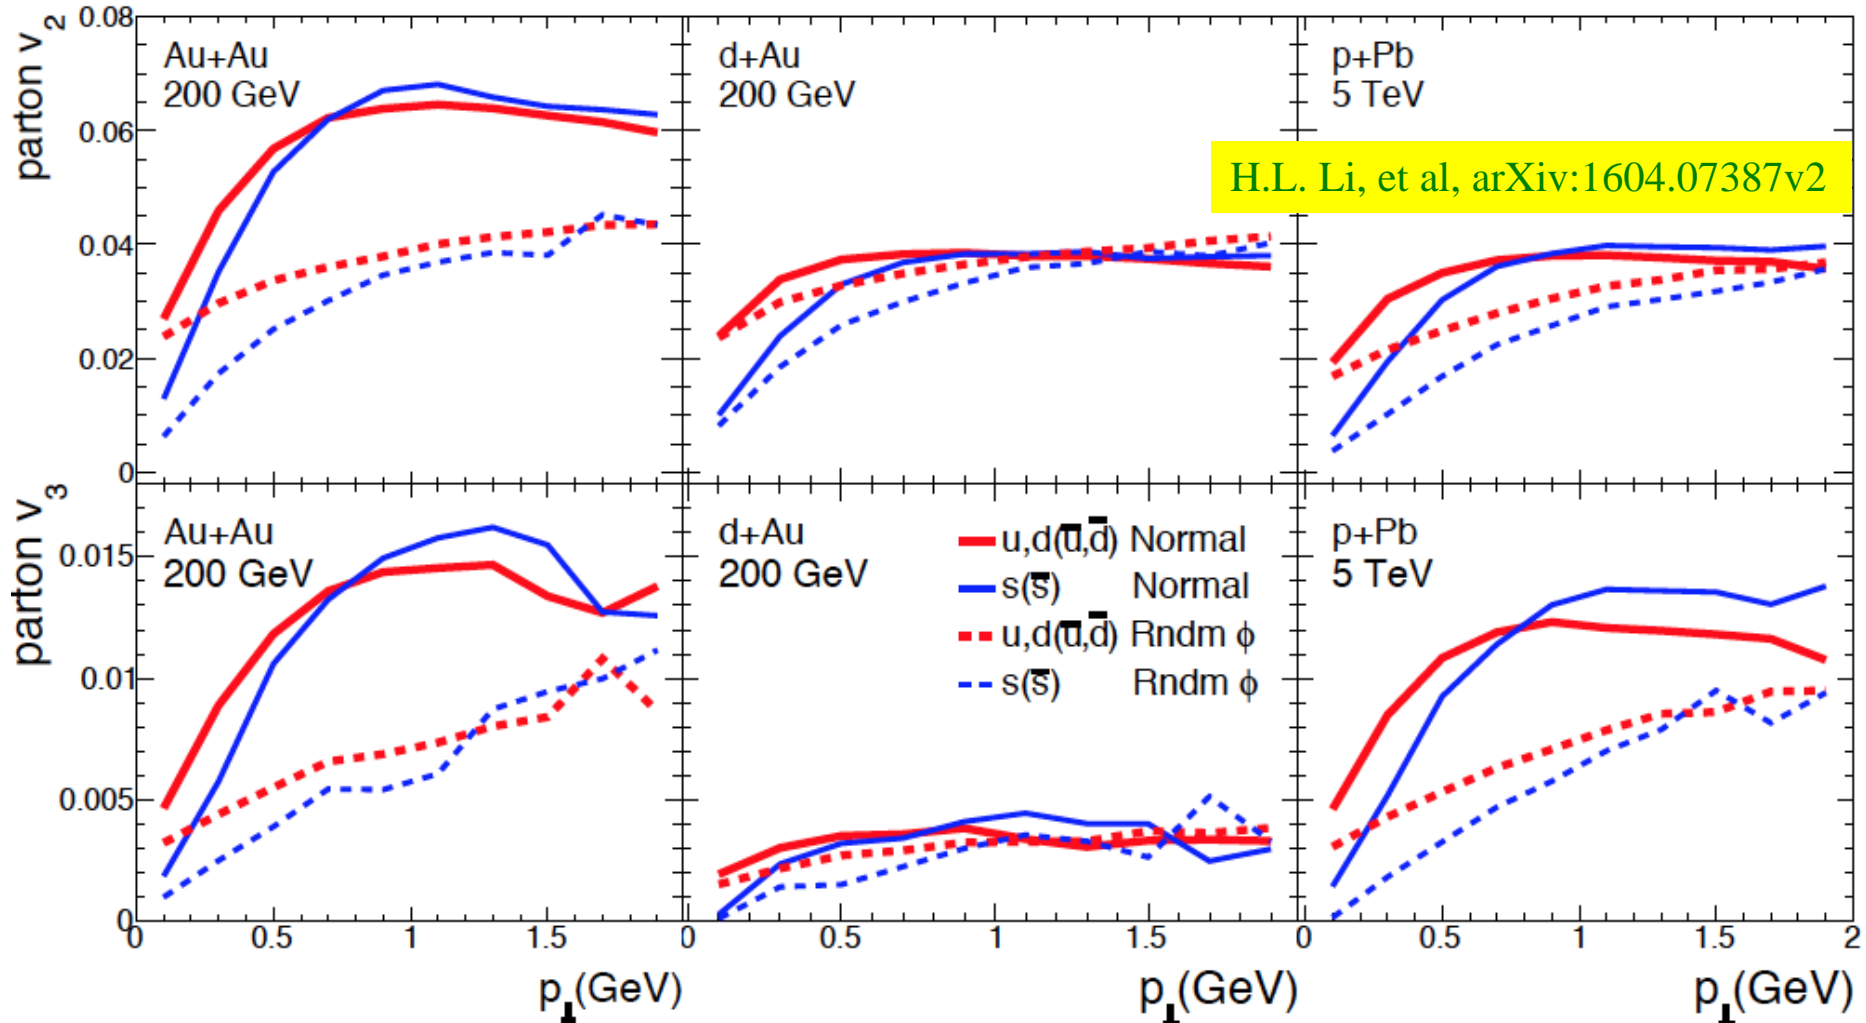 parton v2
0.08
0.06
0.04
0.02
0
Au+Au
200 GeV
d+Au
200 GeV
p+Pb
5 TeV
H.L. Li, et al, arXiv:1604.07387v2
parton v3
0.015
0.01
0.005
0
Au+Au
200 GeV
d+Au
200 GeV
u,d(u̅,d̅) Normal
s(s̅) Normal
u,d(u̅,d̅) Rndm ϕ
s(s̅) Rndm ϕ
p+Pb
5 TeV
0 0.5 1 1.5 0 0.5 1 1.5 0 0.5 1 1.5 2
p⊥(GeV) p⊥(GeV) p⊥(GeV)